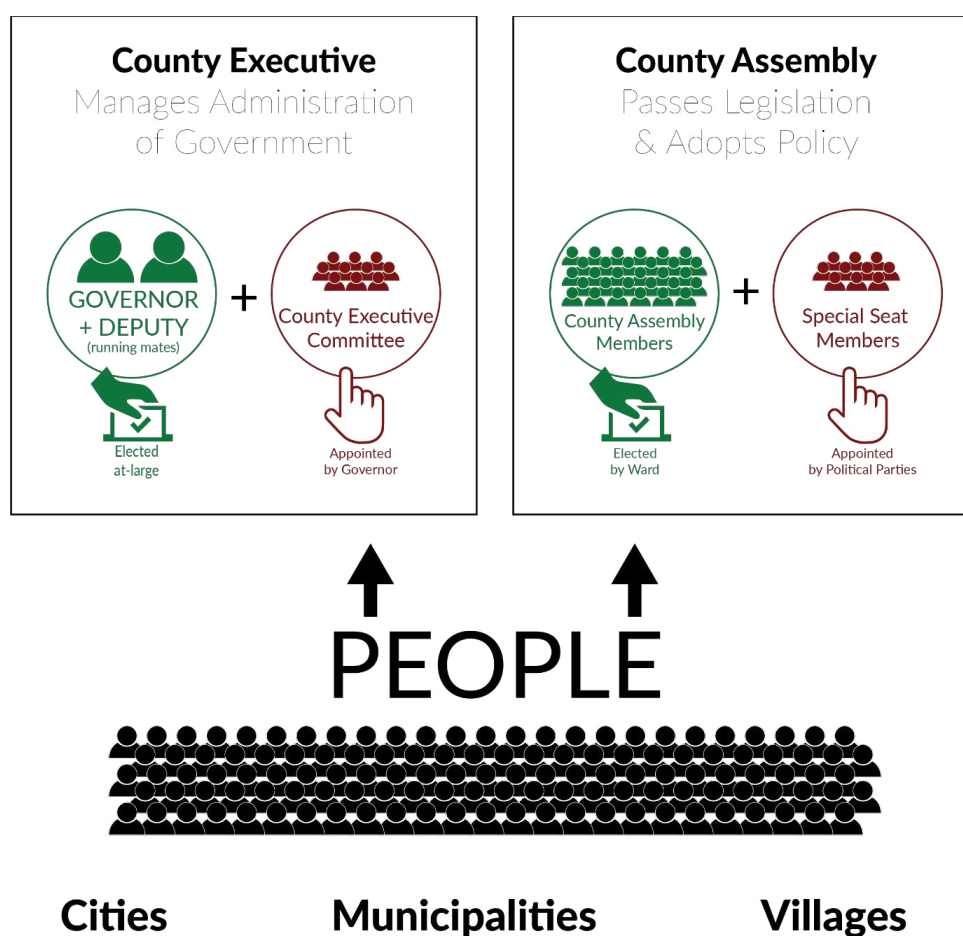 County Executive
Manages Administration
of Government
GOVERNOR
+ DEPUTY
(running mates)
+
County Executive
Committee
Elected
at-large
Appointed
by Governor
County Assembly
Passes Legislation
& Adopts Policy
County Assembly
Members
+
Special Seat
Members
Elected
by Ward
Appointed
by Political Parties
PEOPLE
Cities
Municipalities
Villages